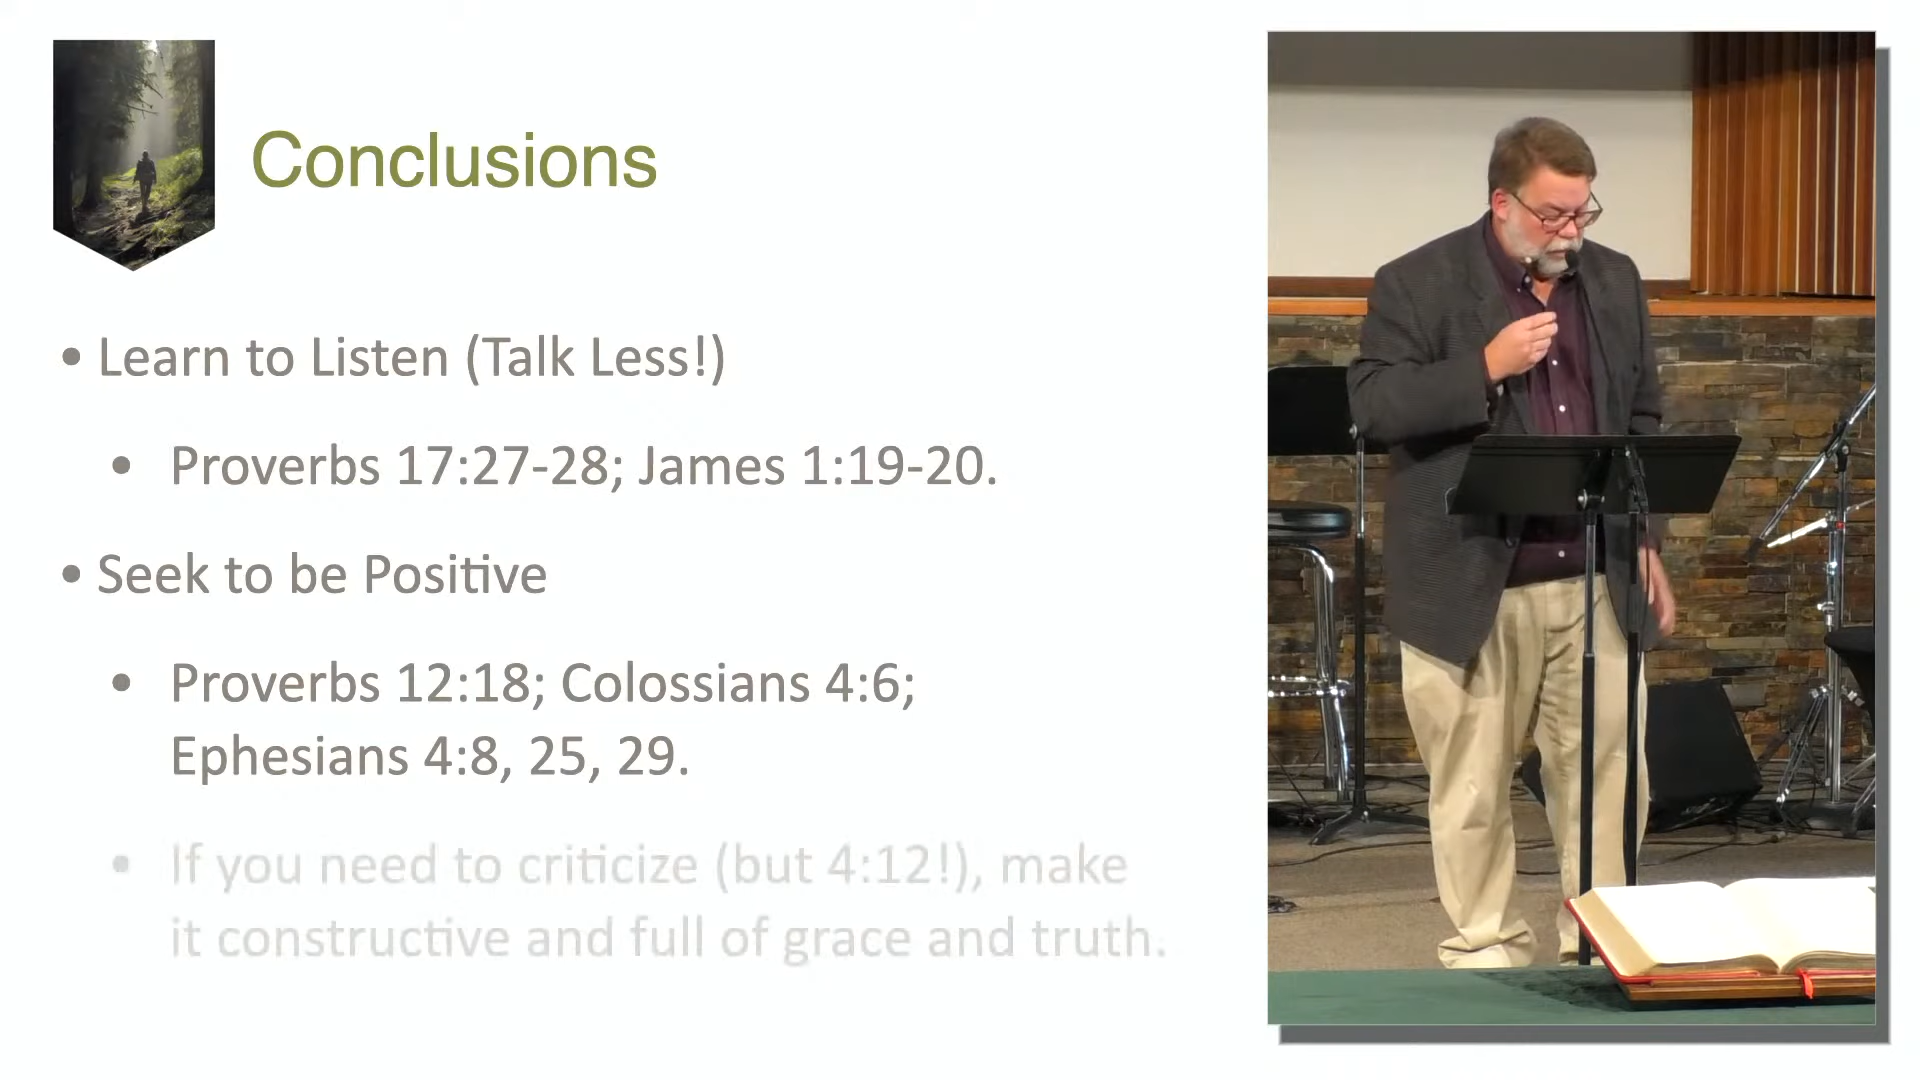 Conclusions
• Learn to Listen (Talk Less!)
• Proverbs 17:27-28; James 1:19-20.
• Seek to be Positive
• Proverbs 12:18; Colossians 4:6;
Ephesians 4:8, 25, 29.
• If you need to criticize (but 4:12!), make
it constructive and full of grace and truth.